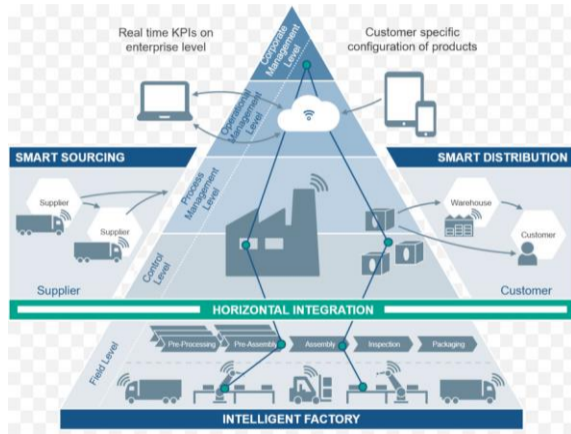 Real time KPIs on
enterprise level
Customer specific
configuration of products
Corporate
Management
Level
Operational
Management
Level
SMART SOURCING
SMART DISTRIBUTION
Process
Management
Level
Supplier
Supplier
Warehouse
Customer
Control
Level
Supplier
Customer
HORIZONTAL INTEGRATION
Field Level
Pre-Processing
Pre-Assembly
Assembly
Inspection
Packaging
INTELLIGENT FACTORY